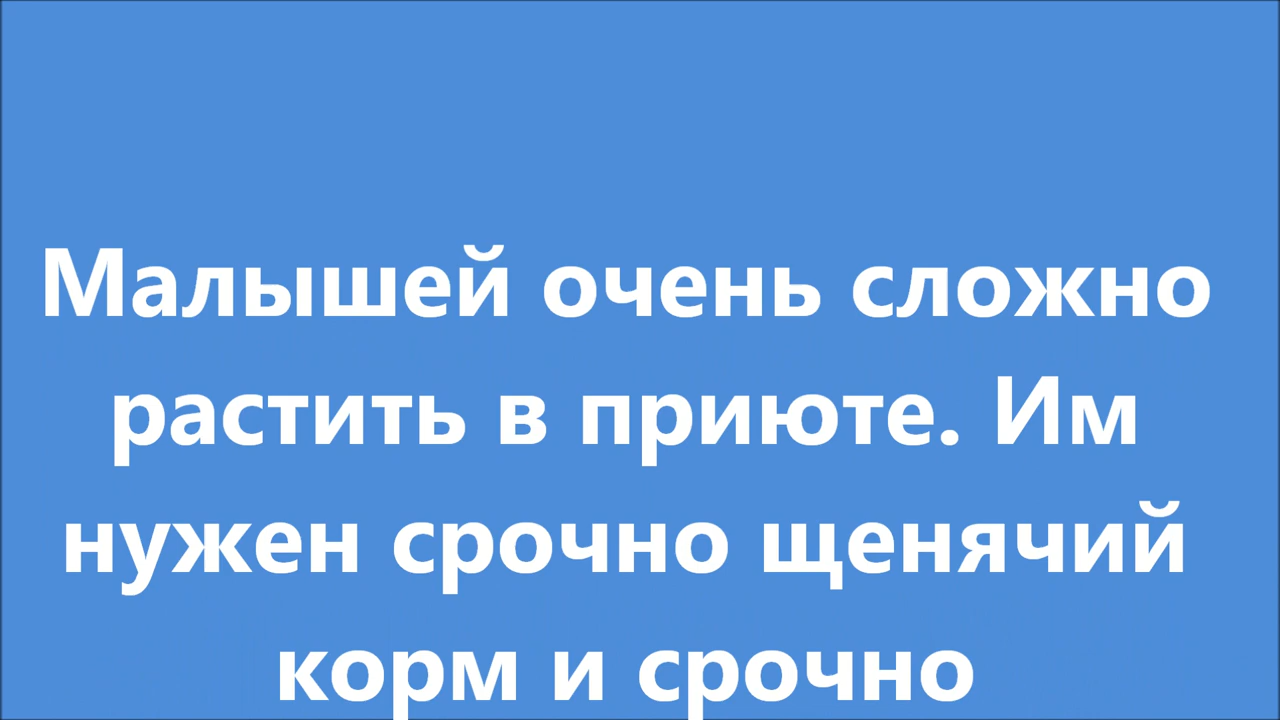 Малышей очень сложно
растить в приюте. Им
нужен срочно щенячий
корм и срочно